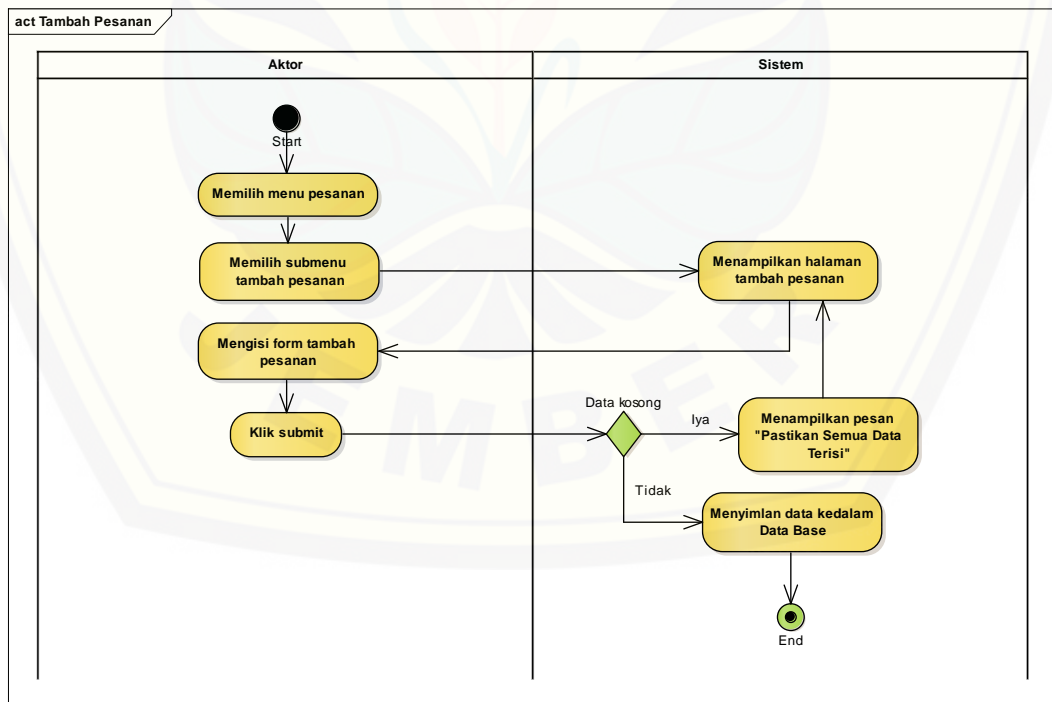 act Tambah Pesanan
Aktor
Sistem
Start
Memilih menu pesanan
Memilih submenu
tambah pesanan
Menampilkan halaman
tambah pesanan
Mengisi form tambah
pesanan
Klik submit
Data kosong
Iya
Menampilkan pesan
"Pastikan Semua Data
Terisi"
Tidak
Menyimlan data kedalam
Data Base
End
JEMBER